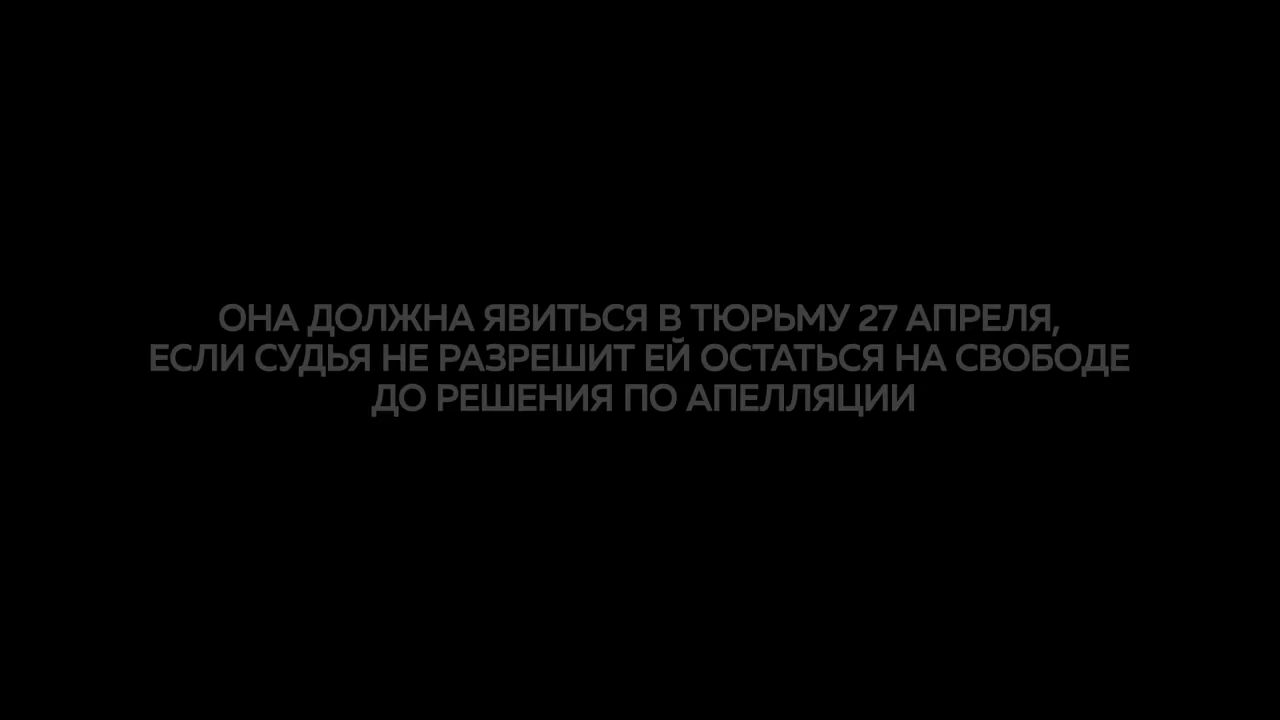 ОНА ДОЛЖНА ЯВИТЬСЯ В ТЮРЬМУ 27 АПРЕЛЯ,
ЕСЛИ СУДЬЯ НЕ РАЗРЕШИТ ЕЙ ОСТАТЬСЯ НА СВОБОДЕ
ДО РЕШЕНИЯ ПО АПЕЛЛЯЦИИ